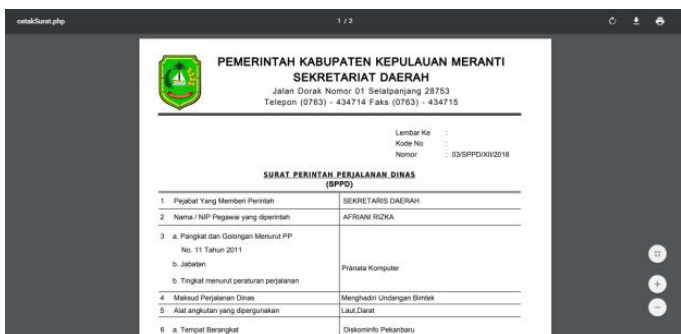 cetakSurat.php
1 / 2
PEMERINTAH KABUPATEN KEPULAUAN MERANTI
SEKRETARIAT DAERAH
Jalan Dorak Nomor 01 Selatpanjang 28753
Telepon (0763) - 434714 Faks (0763) - 434715
Lembar Ke :
Kode No :
Nomor : 03/SPPD/XII/2018
SURAT PERINTAH PERJALANAN DINAS
(SPPD)
1 Pejabat Yang Memberi Perintah SEKRETARIS DAERAH
2 Nama / NIP Pegawai yang diperintah AFRIANI RIZKA
3 a. Pangkat dan Golongan Menurut PP
No. 11 Tahun 2011
b. Jabatan Pranata Komputer
b. Tingkat menurut peraturan perjalanan
4 Maksud Perjalanan Dinas Menghadiri Undangan Bimtek
5 Alat angkutan yang dipergunakan Laut,Darat
6 a. Tempat Berangkat Diskominfo Pekanbaru